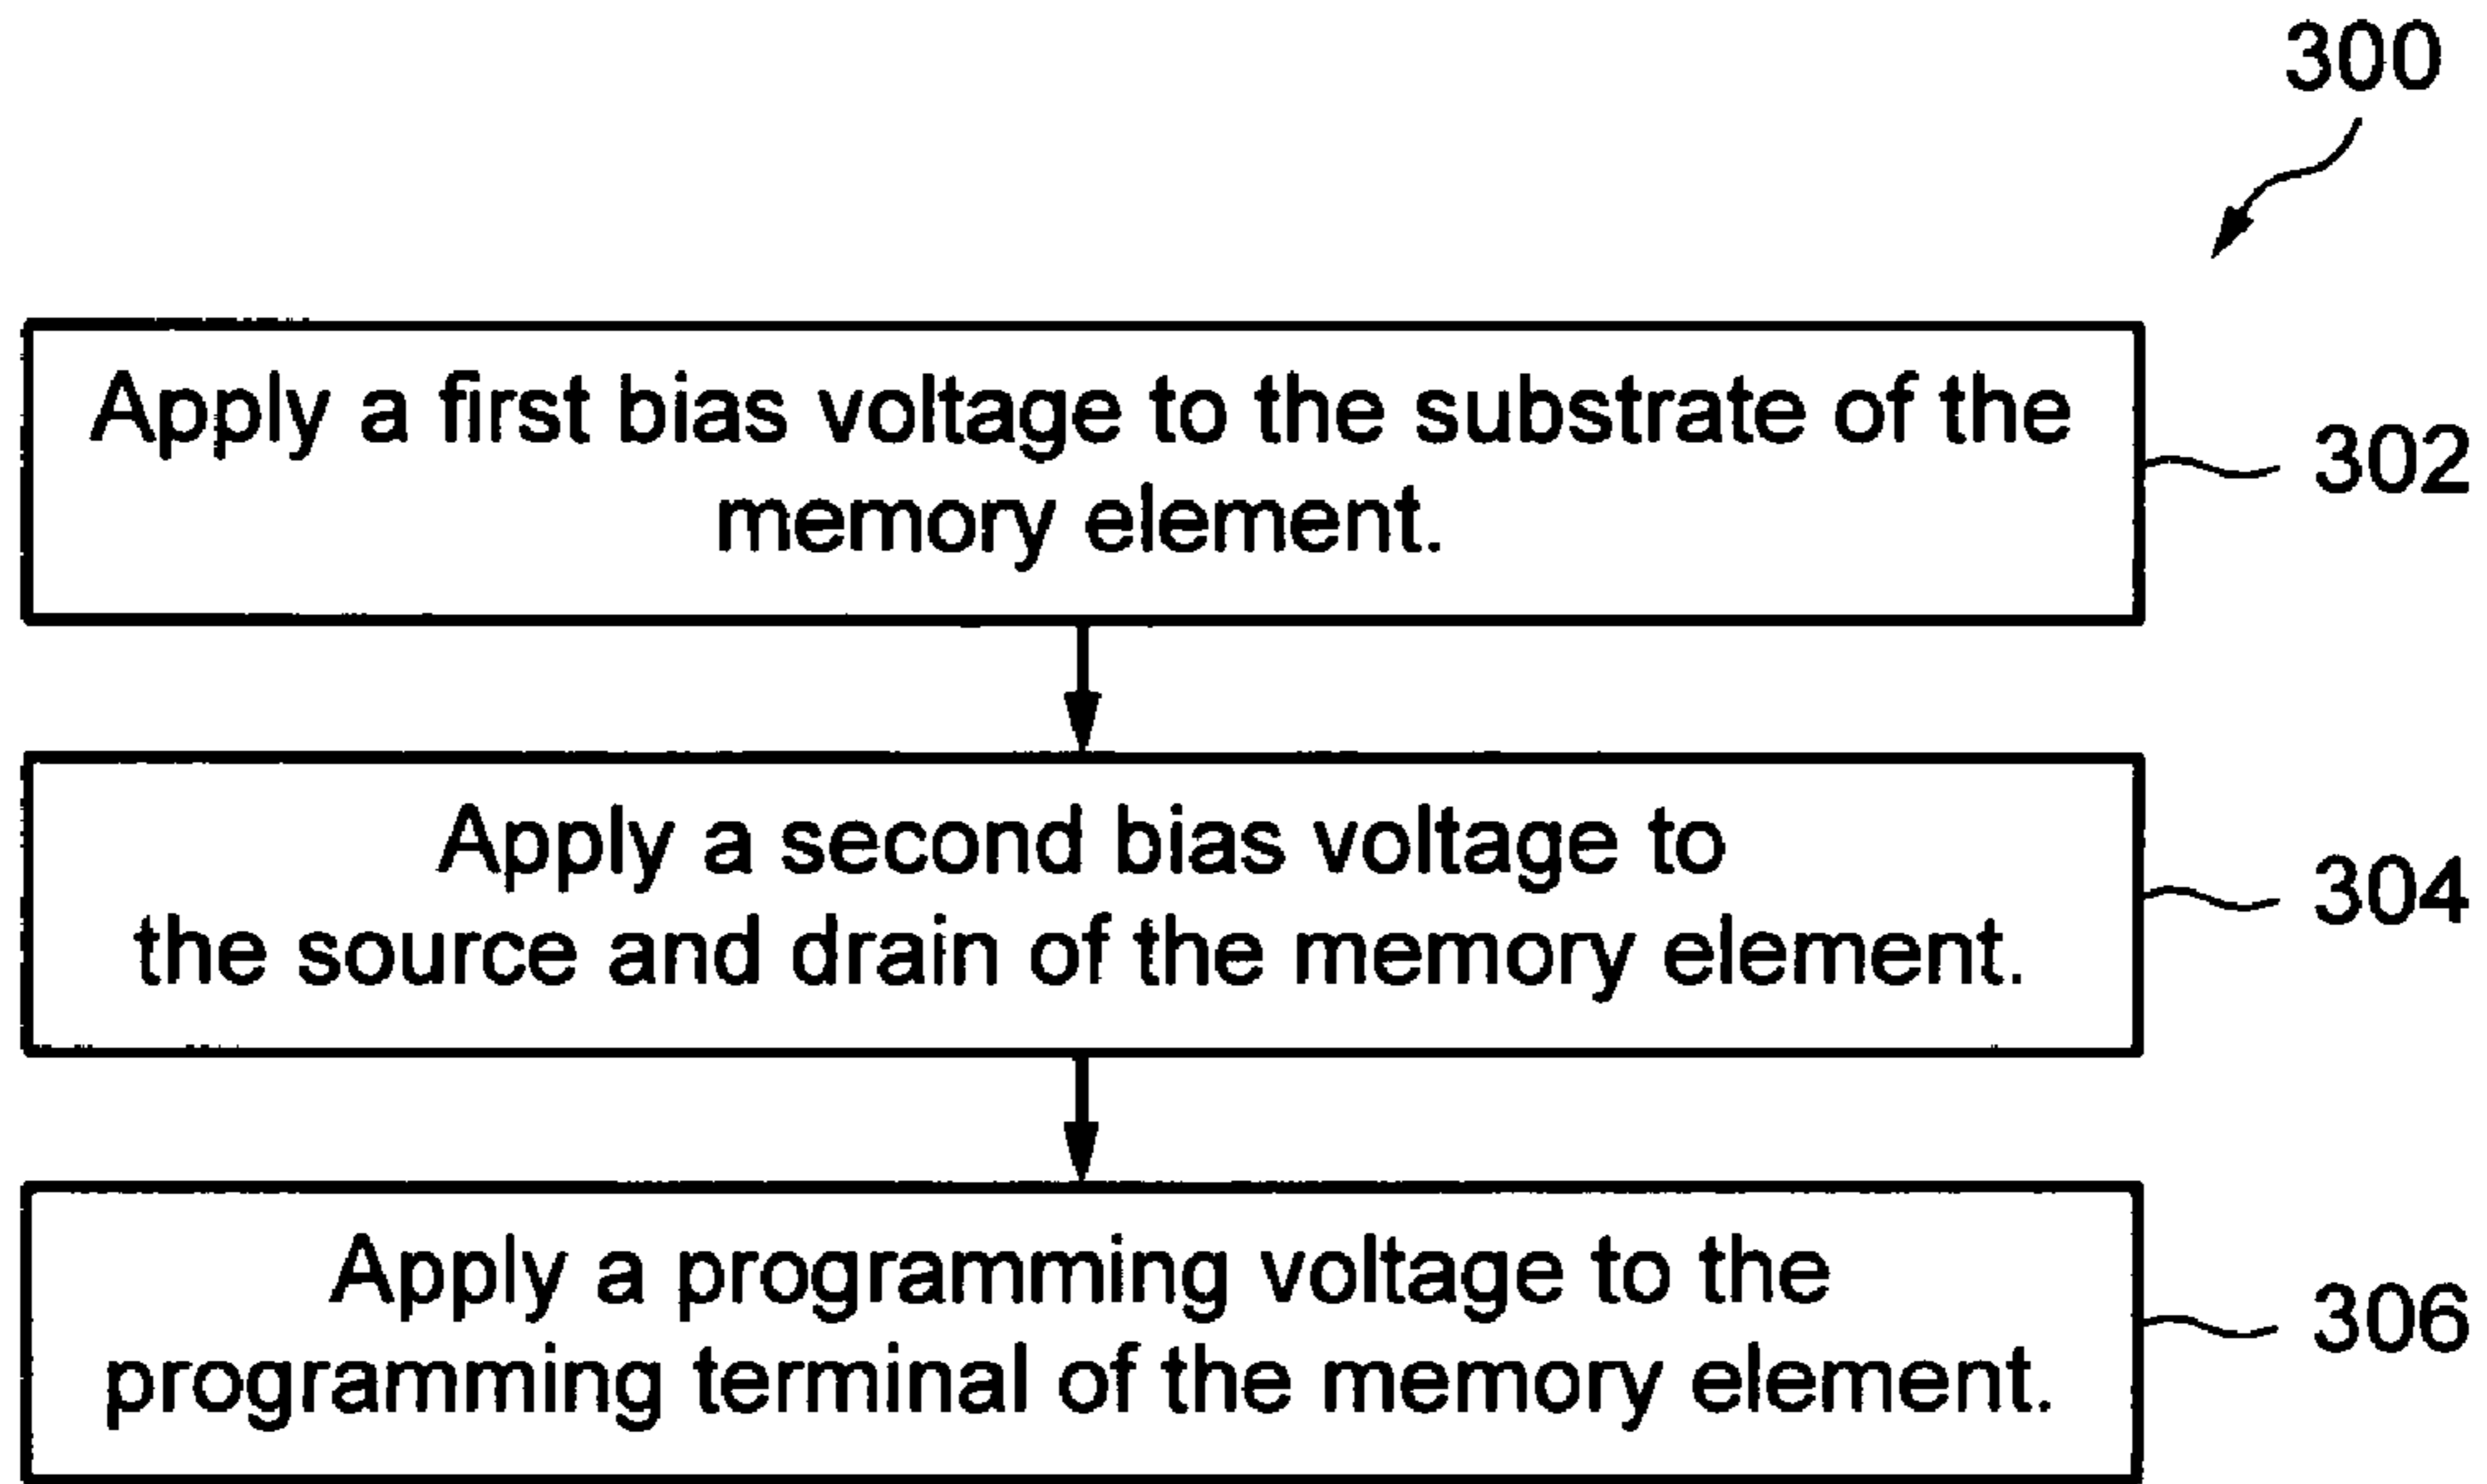 300
Apply a first bias voltage to the substrate of the
memory element.
302
Apply a second bias voltage to
the source and drain of the memory element.
304
Apply a programming voltage to the
programming terminal of the memory element.
306